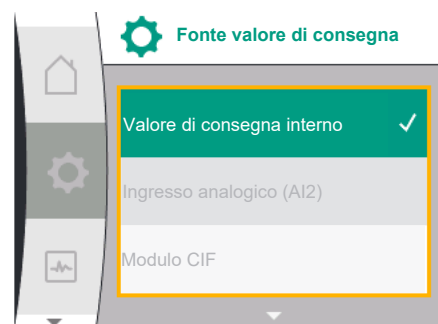 Fonte valore di consegna
Valore di consegna interno
Ingresso analogico (AI2)
Modulo CIF